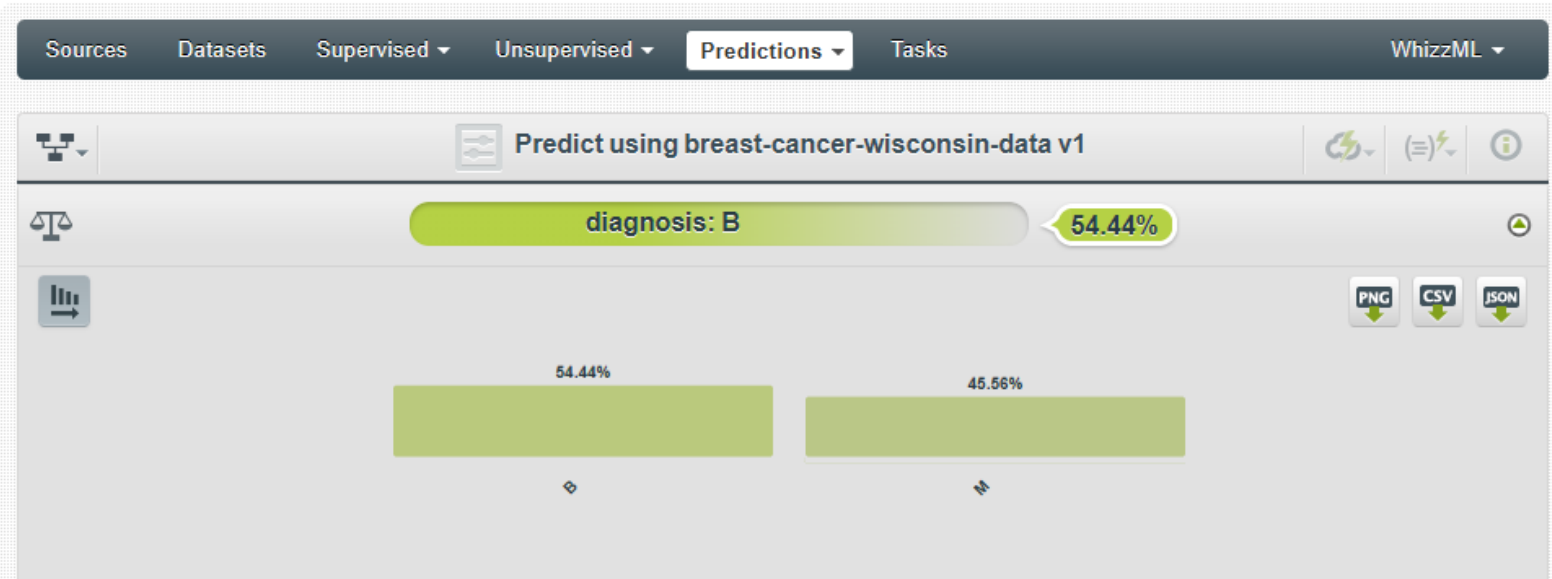 Sources Datasets Supervised Unsupervised Predictions Tasks WhizzML
Predict using breast-cancer-wisconsin-data v1
(=)
diagnosis: B 54.44%
PNG CSV JSON
54.44% 45.56%
B M